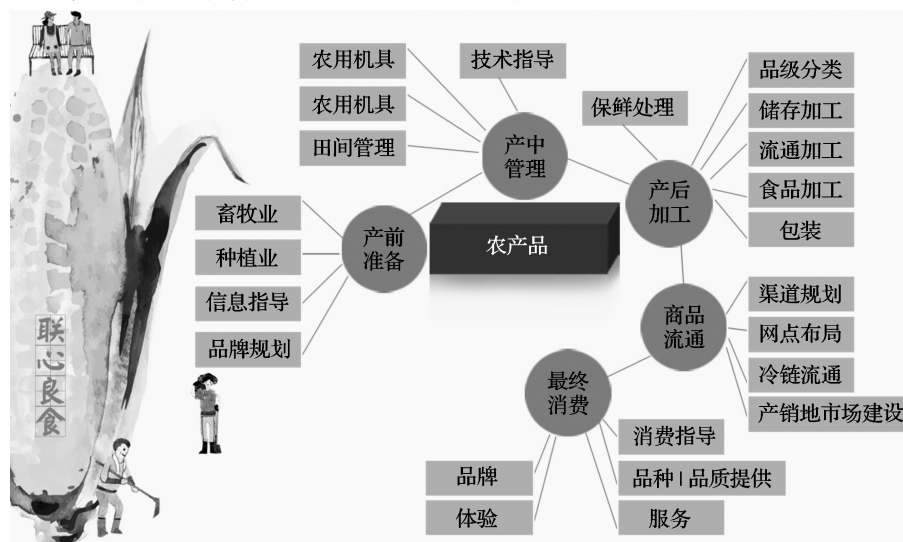 农用机具
农用机具
田间管理
技术指导
产中
管理
保鲜处理
产后
加工
品级分类
储存加工
流通加工
食品加工
包装
畜牧业
种植业
信息指导
品牌规划
产前
准备
农产品
商品
流通
渠道规划
网点布局
冷链流通
产销地市场建设
最终
消费
消费指导
品种|品质提供
服务
品牌
体验
联心良食